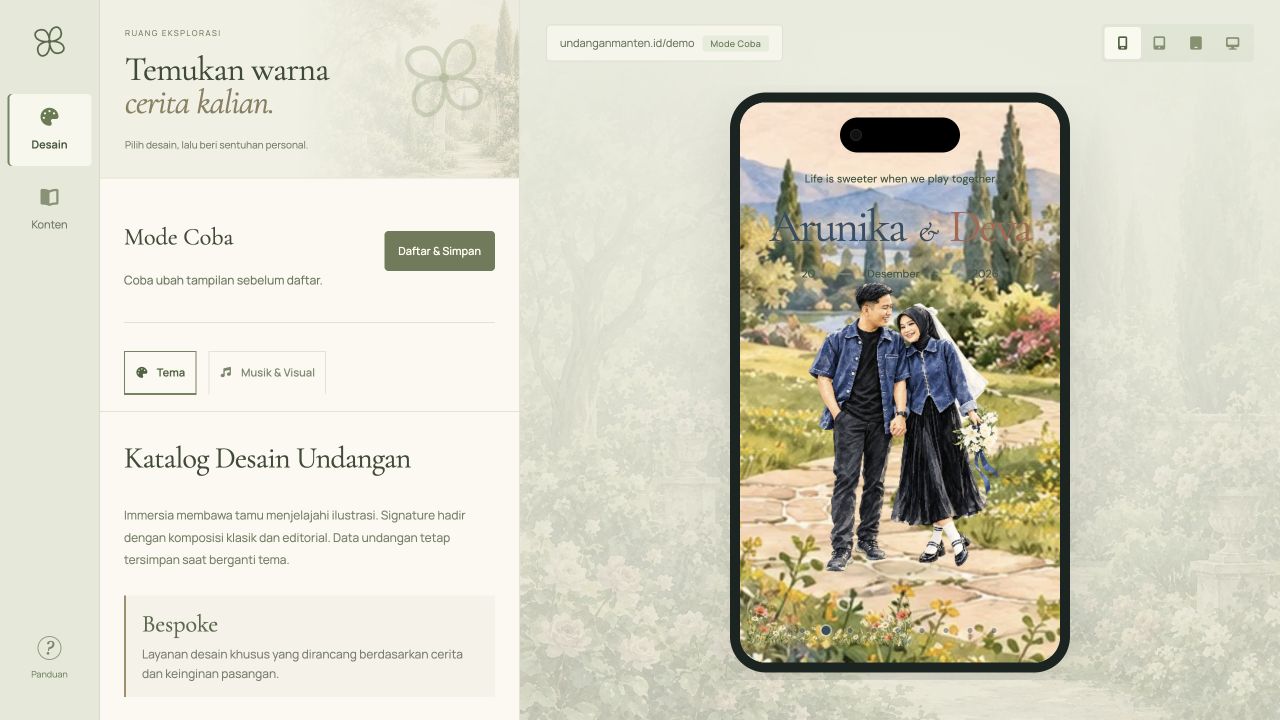 RUANG EKSPLORASI
Temukan warna
cerita kalian.
Pilih desain, lalu beri sentuhan personal.
Desain
Konten
?
Panduan
Mode Coba
Coba ubah tampilan sebelum daftar.
Daftar & Simpan
Tema
Musik & Visual
Katalog Desain Undangan
Immersia membawa tamu menjelajahi ilustrasi. Signature hadir
dengan komposisi klasik dan editorial. Data undangan tetap
tersimpan saat berganti tema.
Bespoke
Layanan desain khusus yang dirancang berdasarkan cerita
dan keinginan pasangan.
undanganmanten.id/demo
Mode Coba
Life is sweeter when we play together.
Arunika & Deva
20 Desember 2026